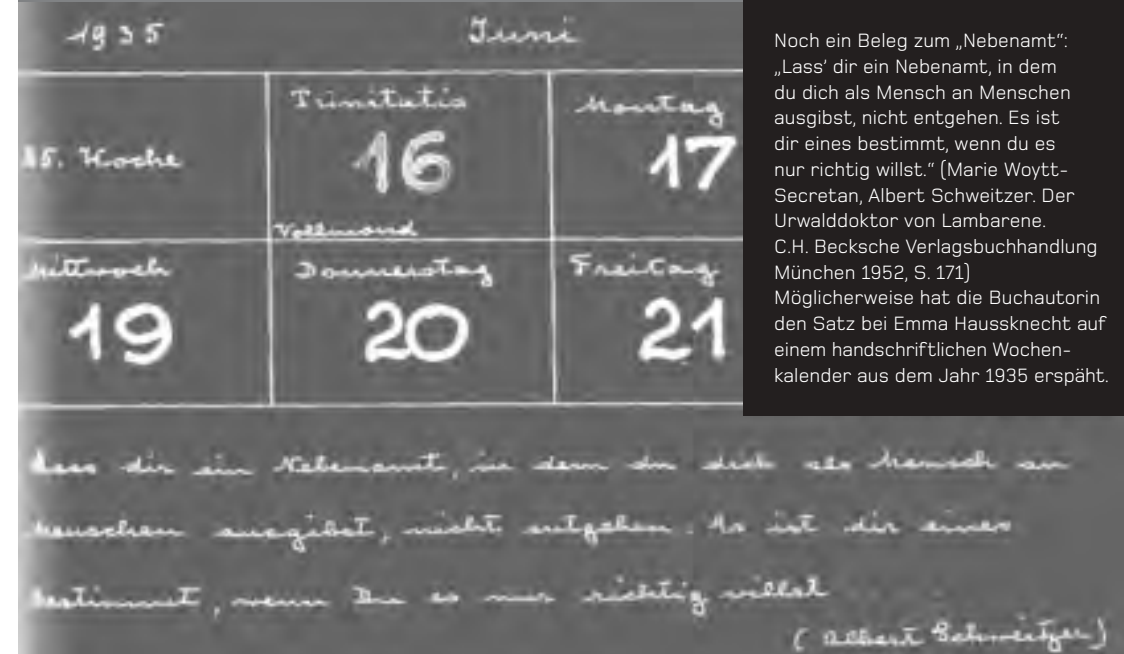 1935 Juni
Trinitatis Montag
25. Woche 16 17
Vollmond
Mittwoch Donnerstag Freitag
19 20 21
Lass dir ein Nebenamt, in dem du dich als Mensch an
Menschen ausgibst, nicht entgehen. Es ist dir eines
bestimmt, wenn Du es nur richtig willst
(Albert Schweitzer)
Noch ein Beleg zum „Nebenamt“:
„Lass’ dir ein Nebenamt, in dem
du dich als Mensch an Menschen
ausgibst, nicht entgehen. Es ist
dir eines bestimmt, wenn du es
nur richtig willst.“ (Marie Woytt-
Secretan, Albert Schweitzer. Der
Urwalddoktor von Lambarene.
C.H. Becksche Verlagsbuchhandlung
München 1952, S. 171)
Möglicherweise hat die Buchautorin
den Satz bei Emma Haussknecht auf
einem handschriftlichen Wochen-
kalender aus dem Jahr 1935 erspäht.